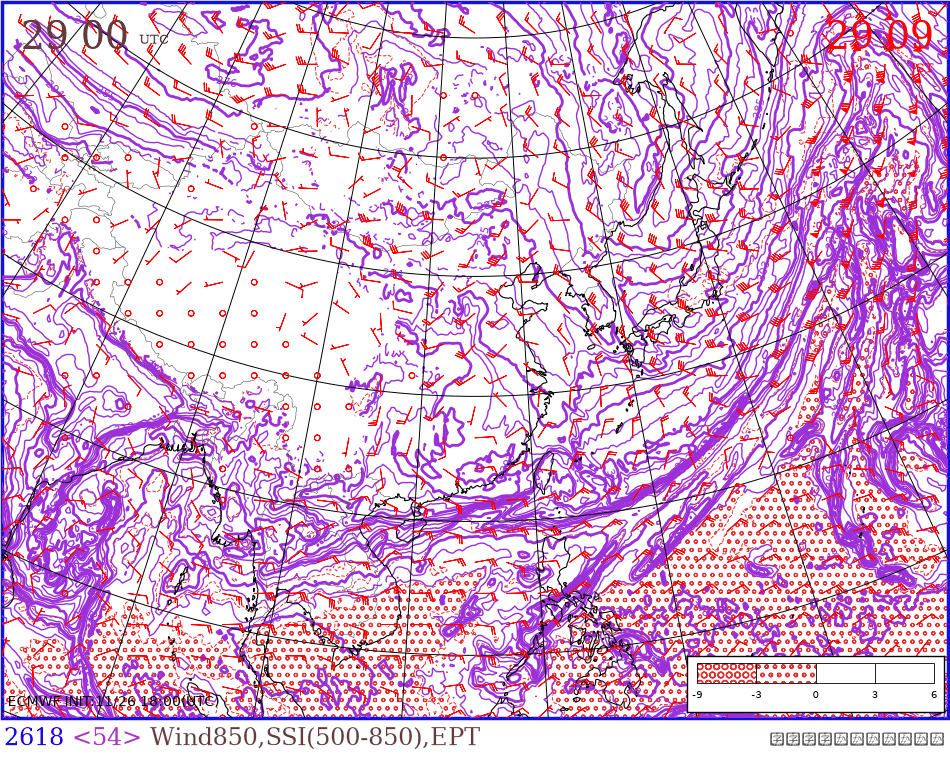 29 00 UTC 29 09
-9 -3 0 3 6
ECMWF INIT:11/26 18:00(UTC)
2618 <54> Wind850,SSI(500-850),EPT